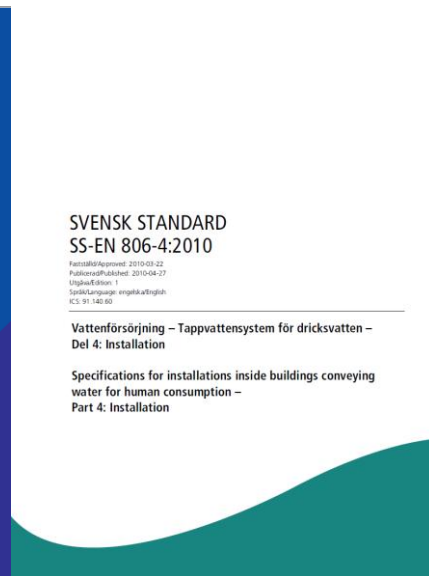 SVENSK STANDARD
SS-EN 806-4:2010
Fastställd/Approved: 2010-03-22
Publicerad/Published: 2010-04-27
Utgåva/Edition: 1
Språk/Language: engelska/English
ICS: 91.140.60
Vattenförsörjning – Tappvattensystem för dricksvatten –
Del 4: Installation
Specifications for installations inside buildings conveying
water for human consumption –
Part 4: Installation